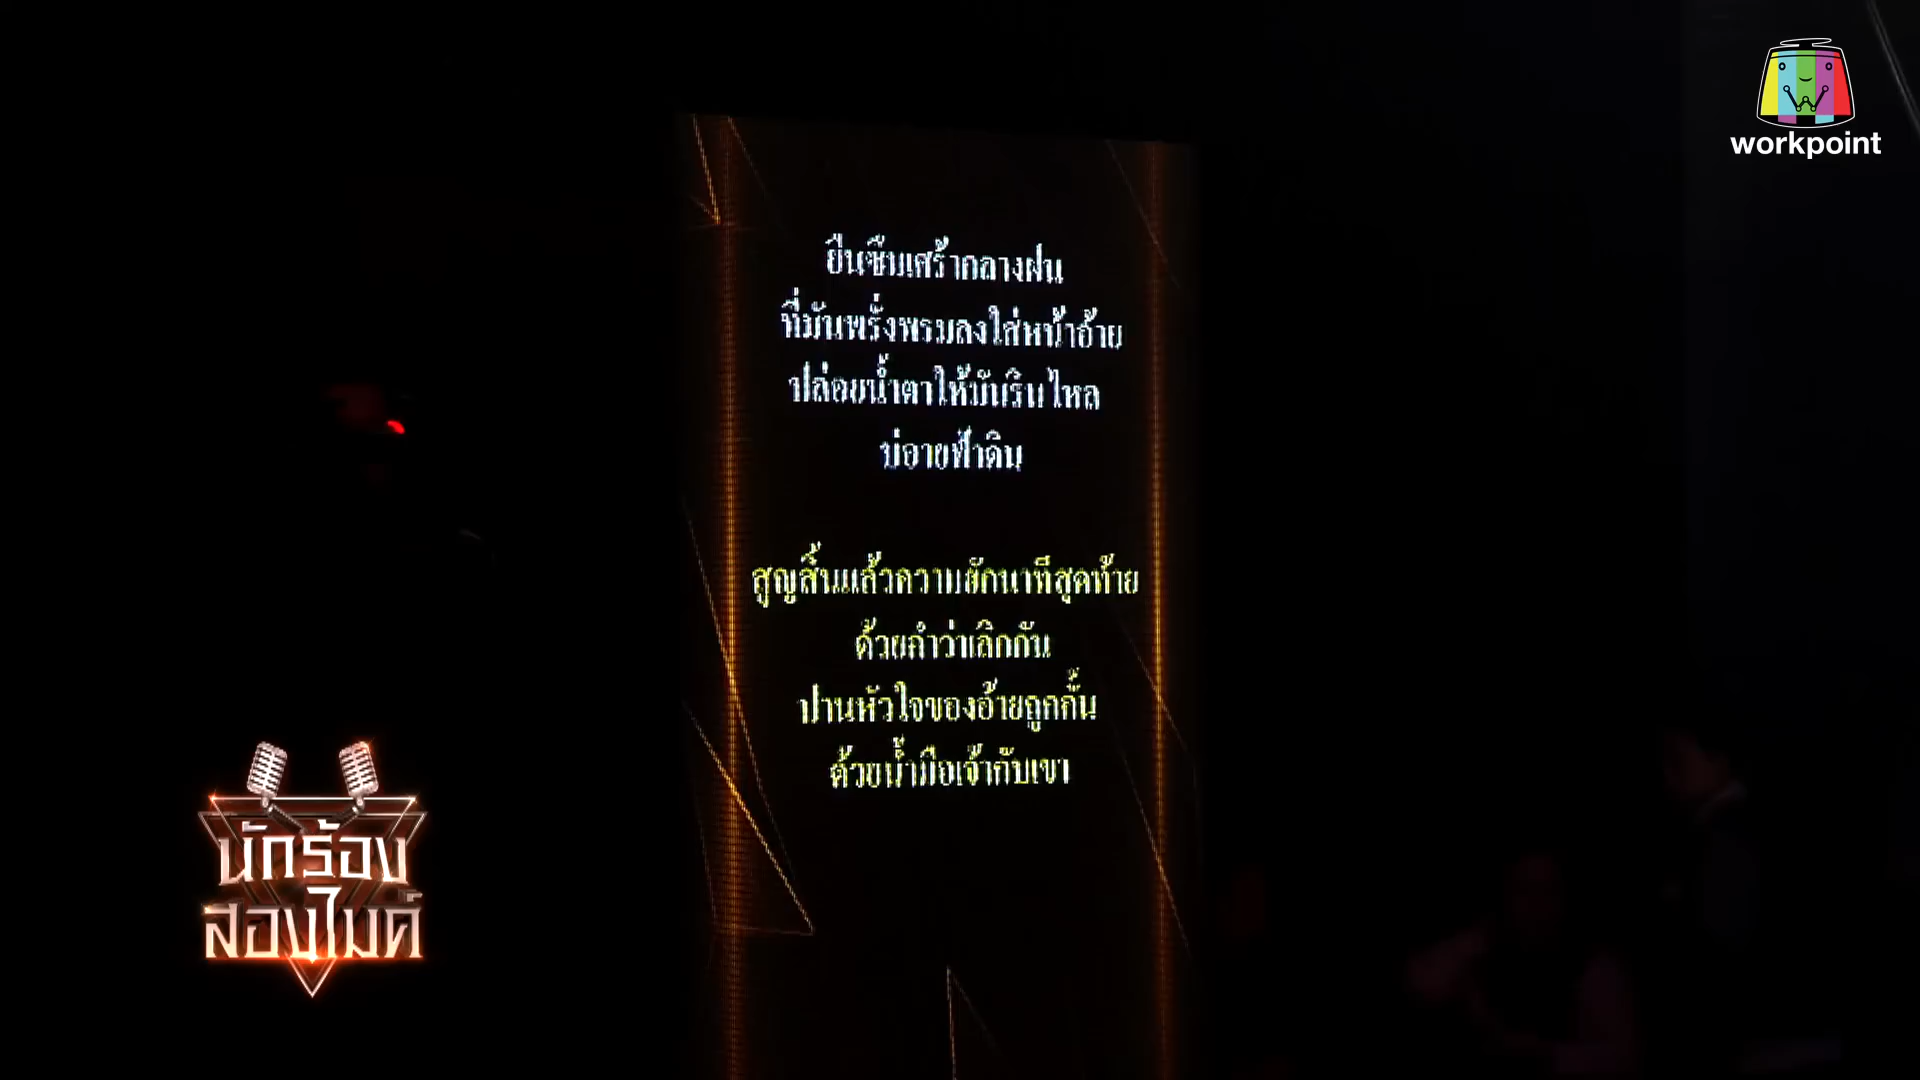 workpoint
ยืนซึมเศร้ากลางฝน
ที่มันพรั่งพรมลงใส่หน้าอ้าย
ปล่อยน้ำตาให้มันรินไหล
บ่อายฟ้าดิน
สูญสิ้นแล้วความฮักนาทีสุดท้าย
ด้วยคำว่าเลิกกัน
ปานหัวใจของอ้ายถูกกั้น
ด้วยน้ำมือเจ้ากับเขา
นักร้อง
สองไมค์